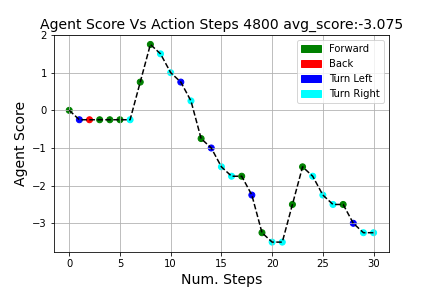 Agent Score Vs Action Steps 4800 avg_score:-3.075
Forward
Back
Turn Left
Turn Right
Agent Score
2
1
0
−1
−2
−3
0 5 10 15 20 25 30
Num. Steps